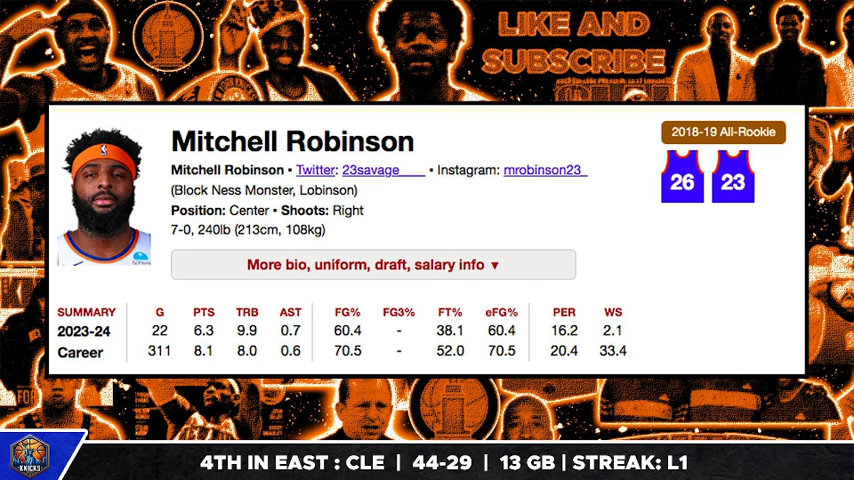 LIKE AND
SUBSCRIBE
Mitchell Robinson
Mitchell Robinson • Twitter: 23savage____ • Instagram: mrobinson23_
(Block Ness Monster, Lobinson)
Position: Center • Shoots: Right
7-0, 240lb (213cm, 108kg)
More bio, uniform, draft, salary info ▼
2018-19 All-Rookie
26 23
SUMMARY G PTS TRB AST FG% FG3% FT% eFG% PER WS
2023-24 22 6.3 9.9 0.7 60.4 - 38.1 60.4 16.2 2.1
Career 311 8.1 8.0 0.6 70.5 - 52.0 70.5 20.4 33.4
KNICKS
4TH IN EAST : CLE | 44-29 | 13 GB | STREAK: L1